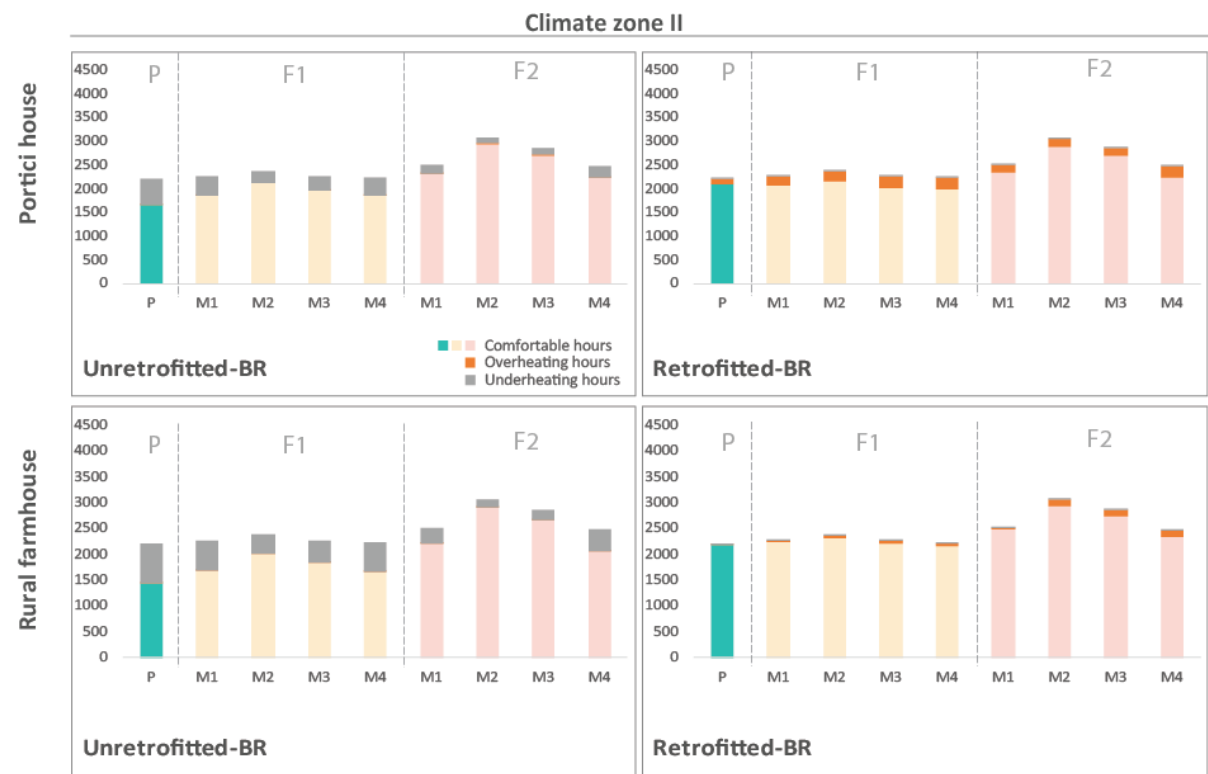 Climate zone II
Portici house
4500
4000
3500
3000
2500
2000
1500
1000
500
0
P F1 F2
P M1 M2 M3 M4 M1 M2 M3 M4
Comfortable hours
Overheating hours
Underheating hours
Unretrofitted-BR
4500
4000
3500
3000
2500
2000
1500
1000
500
0
P F1 F2
P M1 M2 M3 M4 M1 M2 M3 M4
Retrofitted-BR
Rural farmhouse
4500
4000
3500
3000
2500
2000
1500
1000
500
0
P F1 F2
P M1 M2 M3 M4 M1 M2 M3 M4
Unretrofitted-BR
4500
4000
3500
3000
2500
2000
1500
1000
500
0
P F1 F2
P M1 M2 M3 M4 M1 M2 M3 M4
Retrofitted-BR